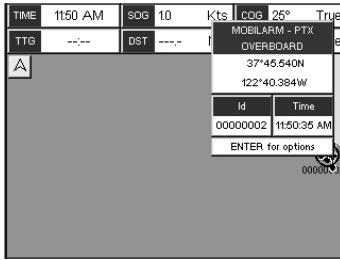 TIME 11:50 AM SOG 1.0 Kts COG 25° True
TTG --:-- DST ---.-
MOBILARM - PTX
OVERBOARD
37°45.540N
122°40.384W
Id Time
00000002 11:50:35 AM
ENTER for options
A